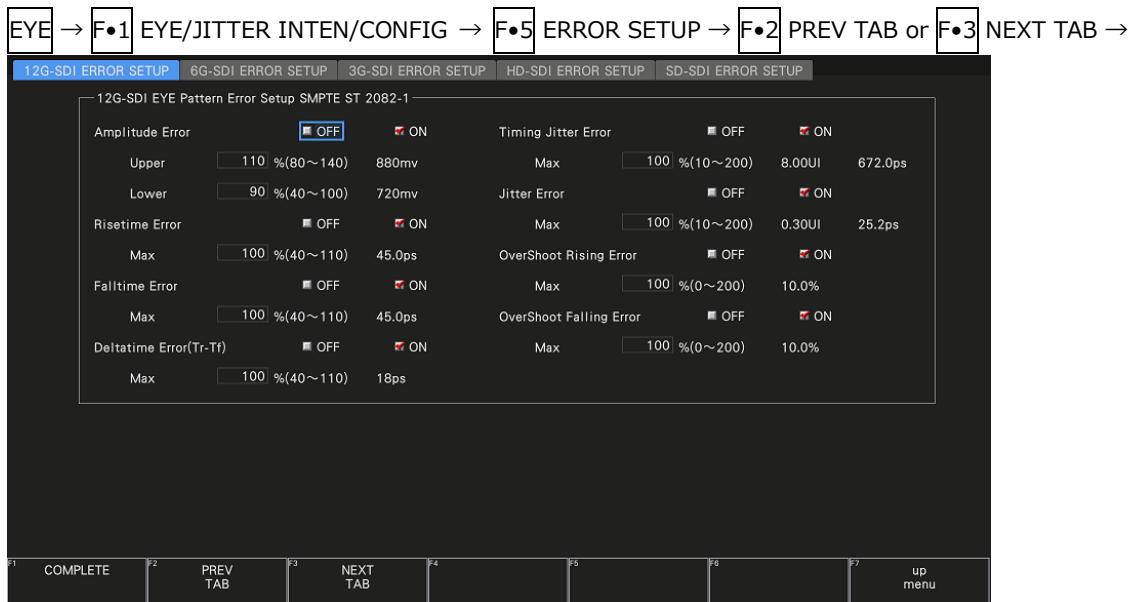 EYE → F•1 EYE/JITTER INTEN/CONFIG → F•5 ERROR SETUP → F•2 PREV TAB or F•3 NEXT TAB →
12G-SDI ERROR SETUP 6G-SDI ERROR SETUP 3G-SDI ERROR SETUP HD-SDI ERROR SETUP SD-SDI ERROR SETUP
12G-SDI EYE Pattern Error Setup SMPTE ST 2082-1
Amplitude Error OFF ON Timing Jitter Error OFF ON
Upper 110 %(80～140) 880mv Max 100 %(10～200) 8.00UI 672.0ps
Lower 90 %(40～100) 720mv Jitter Error OFF ON
Risetime Error OFF ON Max 100 %(10～200) 0.30UI 25.2ps
Max 100 %(40～110) 45.0ps OverShoot Rising Error OFF ON
Falltime Error OFF ON Max 100 %(0～200) 10.0%
Max 100 %(40～110) 45.0ps OverShoot Falling Error OFF ON
Deltatime Error(Tr-Tf) OFF ON Max 100 %(0～200) 10.0%
Max 100 %(40～110) 18ps
F1 COMPLETE F2 PREV TAB F3 NEXT TAB F4 F5 F6 F7 up menu